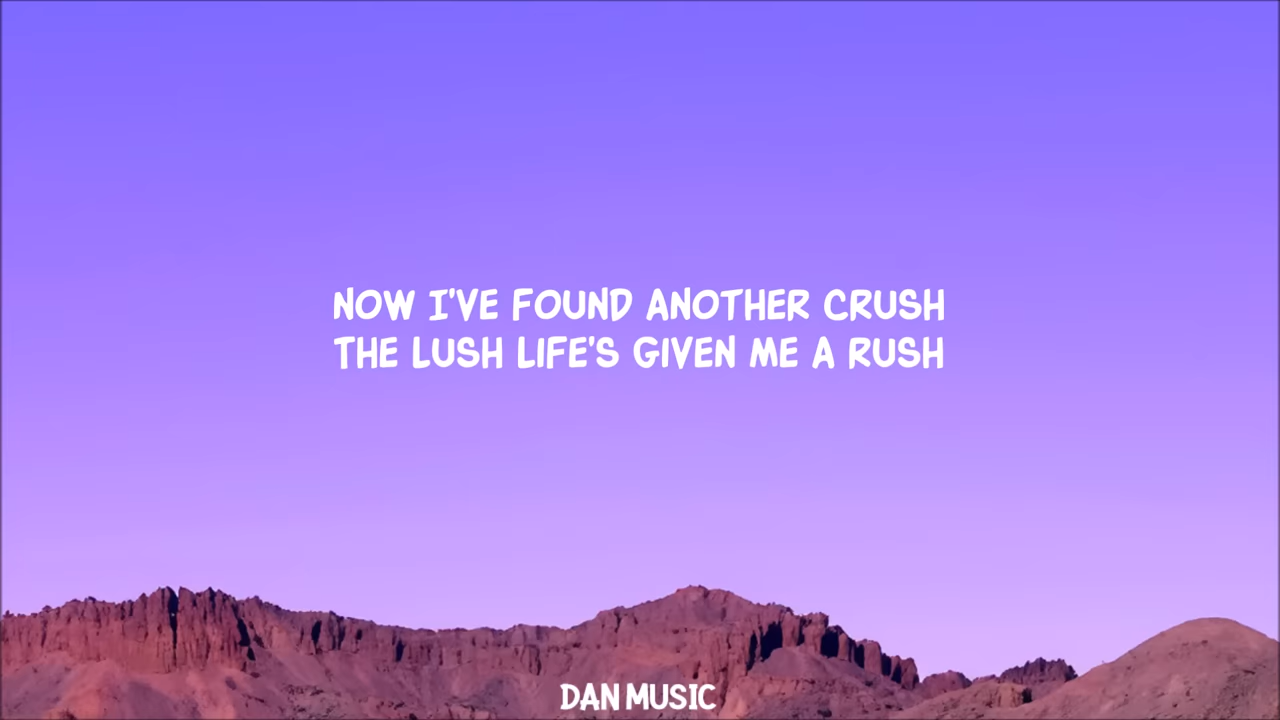 NOW I'VE FOUND ANOTHER CRUSH
THE LUSH LIFE'S GIVEN ME A RUSH
DAN MUSIC